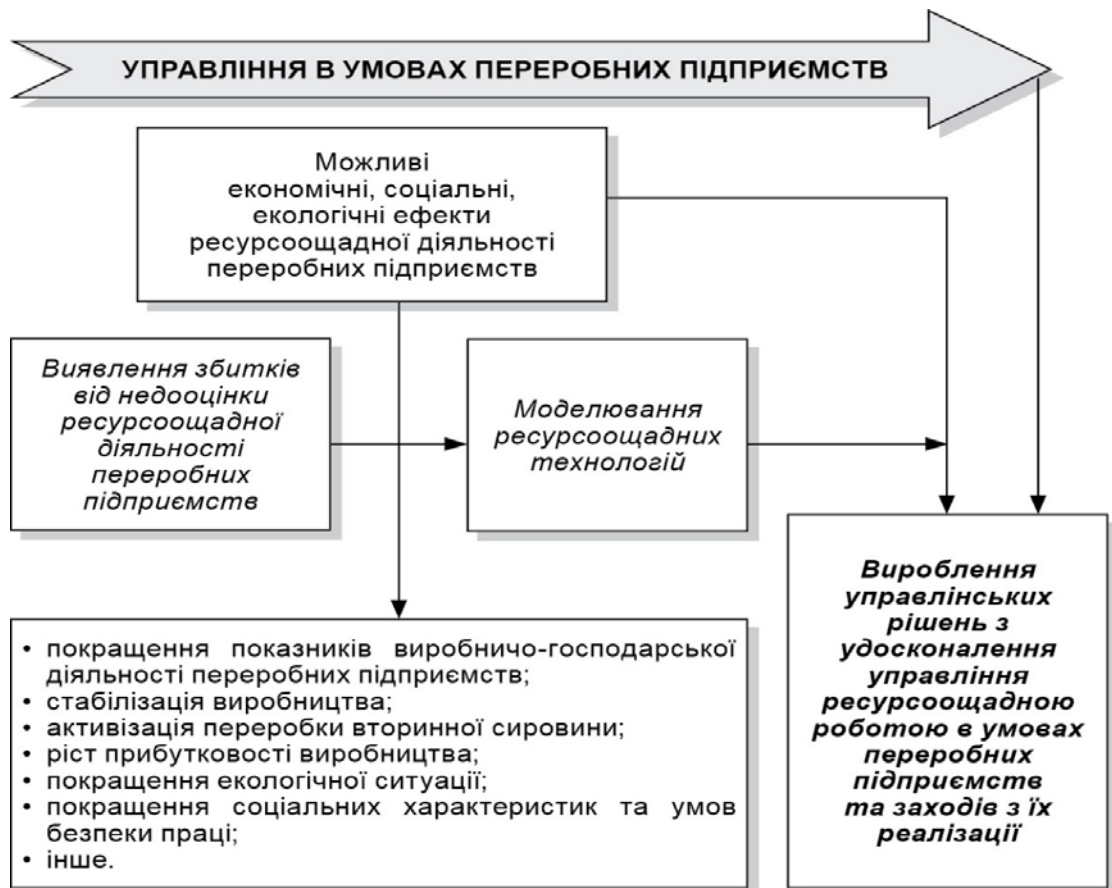 УПРАВЛІННЯ В УМОВАХ ПЕРЕРОБНИХ ПІДПРИЄМСТВ
Можливі
економічні, соціальні,
екологічні ефекти
ресурсоощадної діяльності
переробних підприємств
Виявлення збитків
від недооцінки
ресурсоощадної
діяльності
переробних
підприємств
Моделювання
ресурсоощадних
технологій
• покращення показників виробничо-господарської
діяльності переробних підприємств;
• стабілізація виробництва;
• активізація переробки вторинної сировини;
• ріст прибутковості виробництва;
• покращення екологічної ситуації;
• покращення соціальних характеристик та умов
безпеки праці;
• інше.
Вироблення
управлінських
рішень з
удосконалення
управління
ресурсоощадною
роботою в умовах
переробних
підприємств
та заходів з їх
реалізації